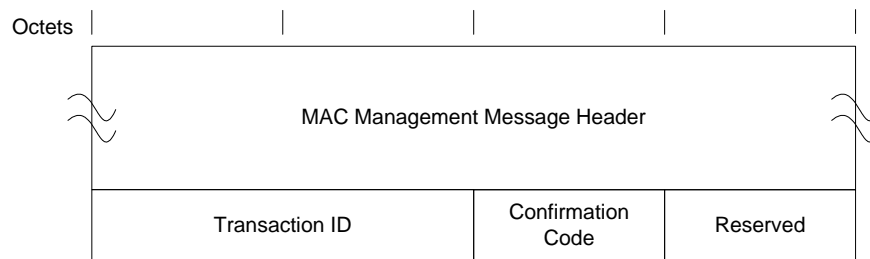 Octets
MAC Management Message Header
Transaction ID
Confirmation
Code
Reserved